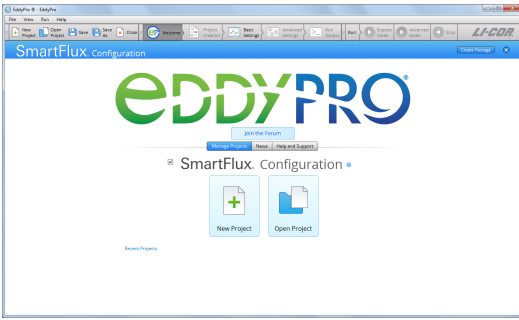 EddyPro ® - EddyPro
File View Run Help
New Project
Open Project
Save
Save As
Close
Welcome
Project Creation
Basic Settings
Advanced Settings
Run Output
Run:
Express Mode
Advanced Mode
Stop
LI-COR.
SmartFlux. Configuration
Create Package
EDDYPRO®
Join the Forum
Manage Projects News Help and Support
SmartFlux. Configuration
New Project Open Project
Recent Projects